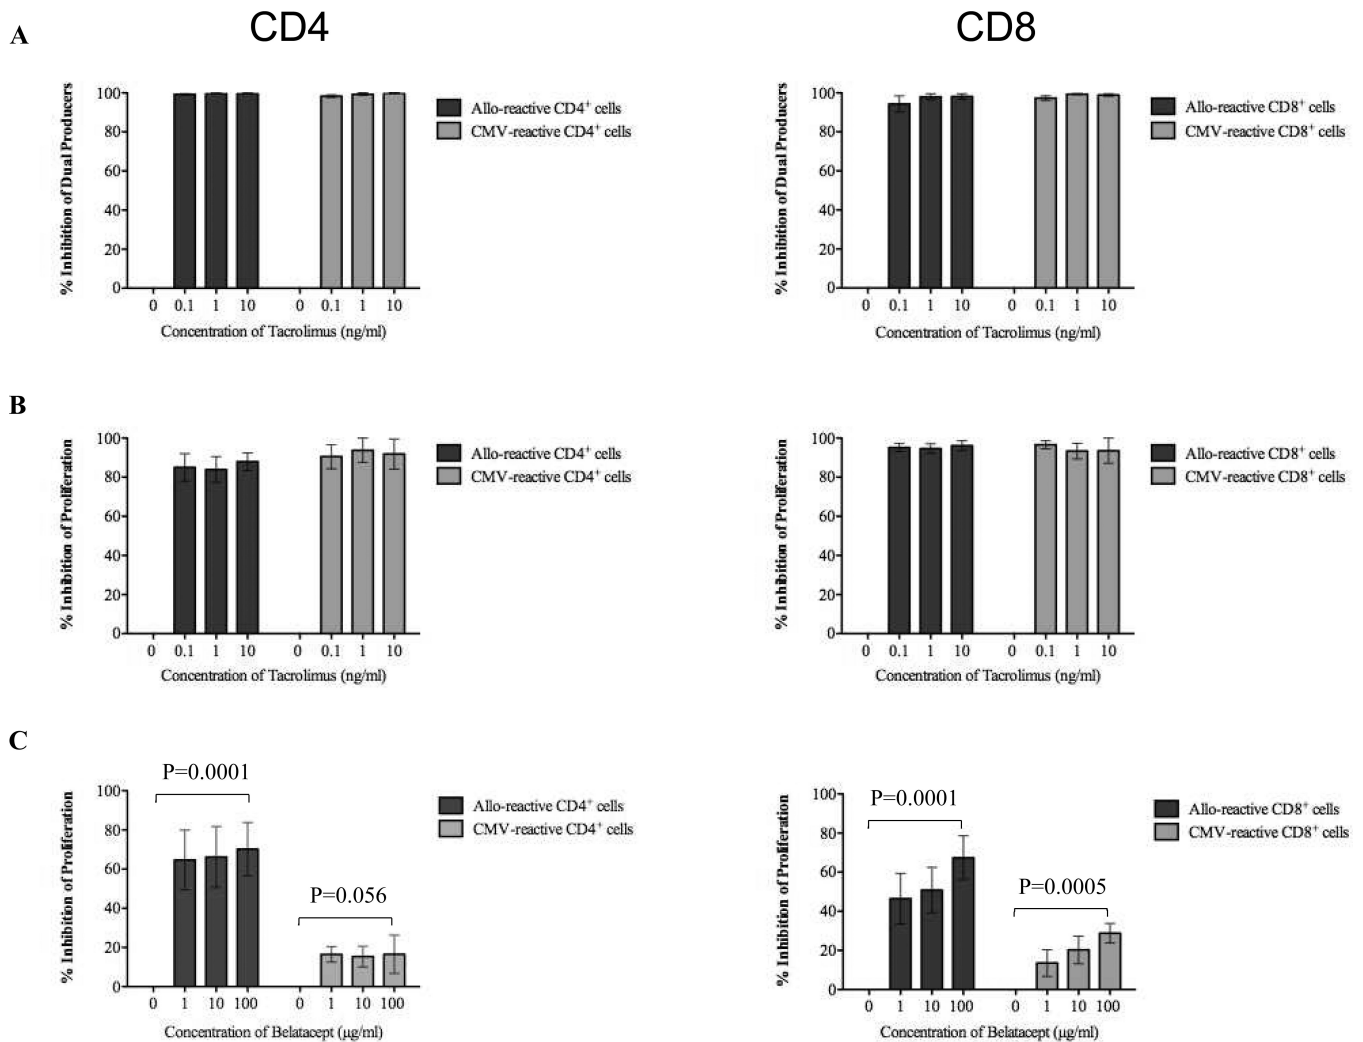 CD4
CD8
A
% Inhibition of Dual Producers
100
80
60
40
20
0
0 0.1 1 10 0 0.1 1 10
Concentration of Tacrolimus (ng/ml)
Allo-reactive CD4⁺ cells
CMV-reactive CD4⁺ cells
% Inhibition of Dual Producers
100
80
60
40
20
0
0 0.1 1 10 0 0.1 1 10
Concentration of Tacrolimus (ng/ml)
Allo-reactive CD8⁺ cells
CMV-reactive CD8⁺ cells
B
% Inhibition of Proliferation
100
80
60
40
20
0
0 0.1 1 10 0 0.1 1 10
Concentration of Tacrolimus (ng/ml)
Allo-reactive CD4⁺ cells
CMV-reactive CD4⁺ cells
% Inhibition of Proliferation
100
80
60
40
20
0
0 0.1 1 10 0 0.1 1 10
Concentration of Tacrolimus (ng/ml)
Allo-reactive CD8⁺ cells
CMV-reactive CD8⁺ cells
C
% Inhibition of Proliferation
100
80
60
40
20
0
P=0.0001
P=0.056
0 1 10 100 0 1 10 100
Concentration of Belatacept (μg/ml)
Allo-reactive CD4⁺ cells
CMV-reactive CD4⁺ cells
% Inhibition of Proliferation
100
80
60
40
20
0
P=0.0001
P=0.0005
0 1 10 100 0 1 10 100
Concentration of Belatacept (μg/ml)
Allo-reactive CD8⁺ cells
CMV-reactive CD8⁺ cells